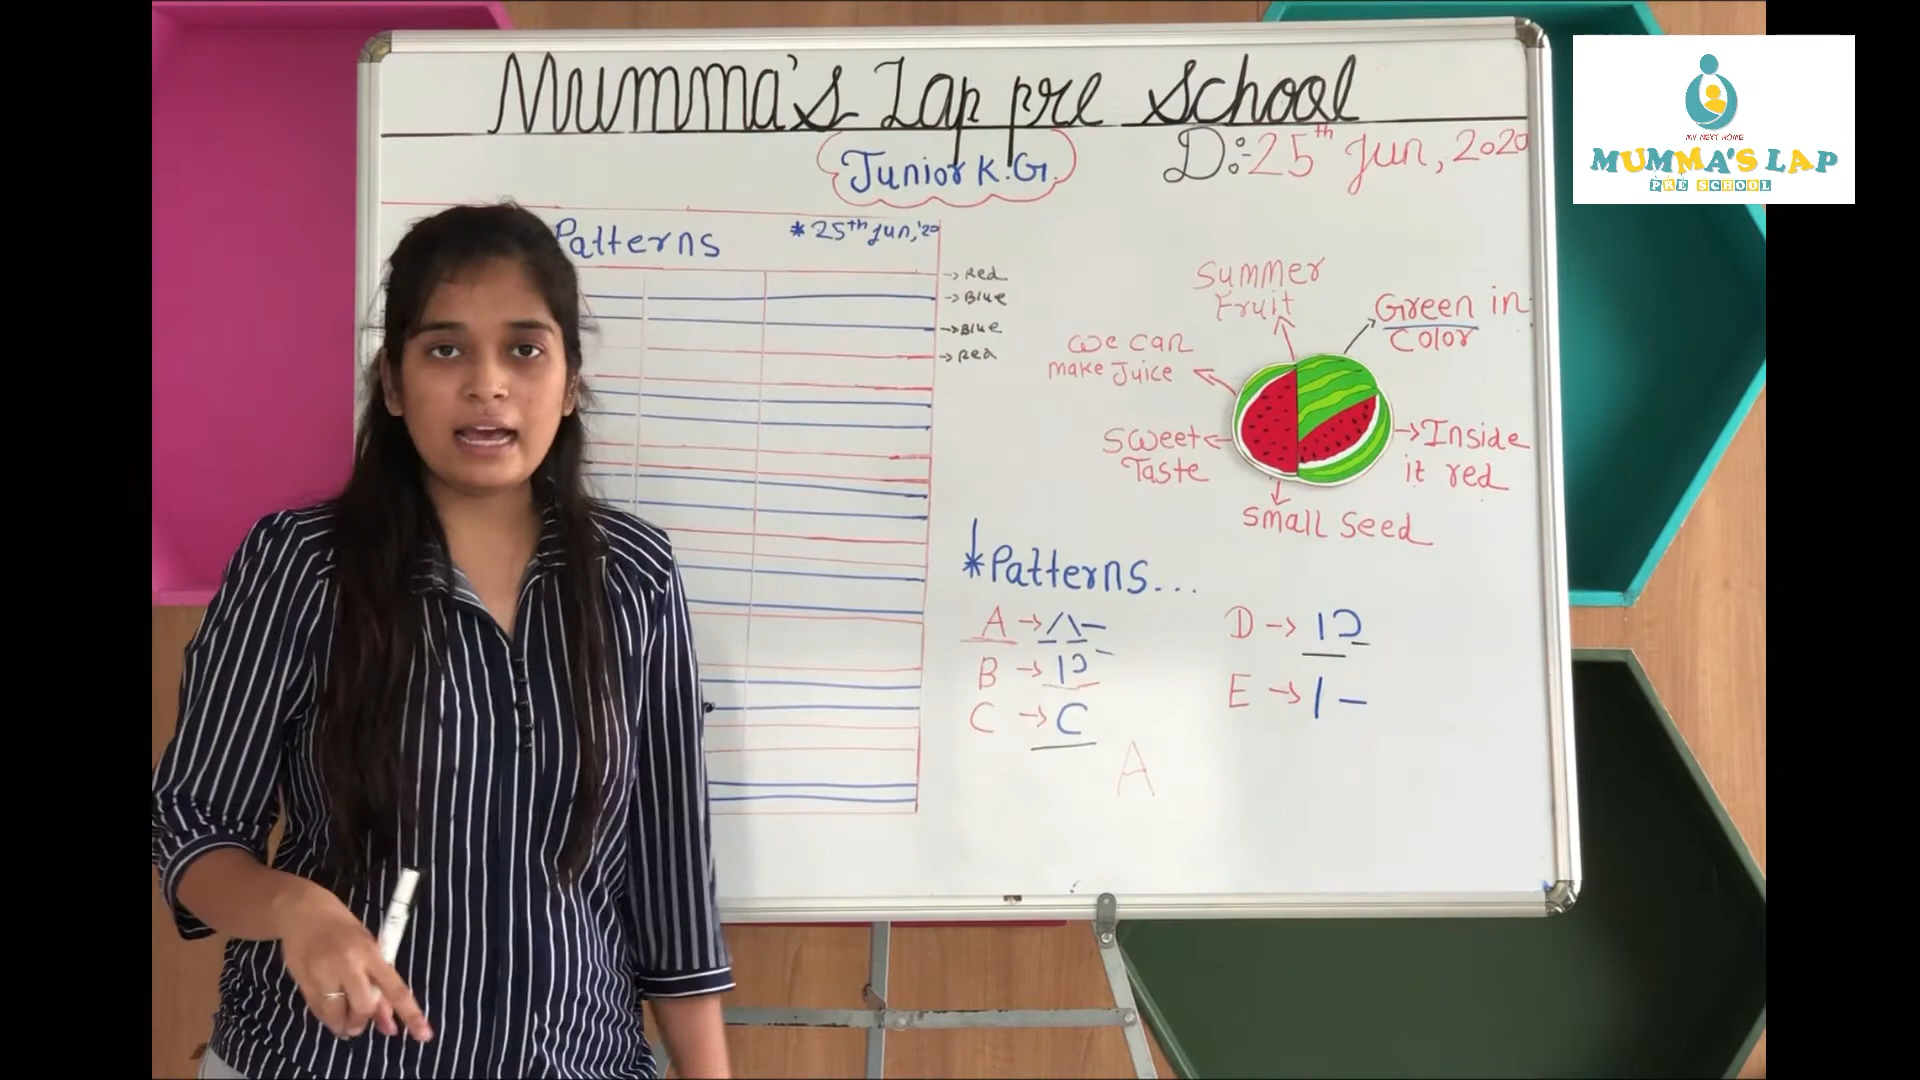 Mumma's Lap pre School
Junior K.G.
D:- 25th Jun, 2020
MY NEXT HOME
MUMMA'S LAP
PRE SCHOOL
Patterns
* 25th Jun,'20
→ Red
→ Blue
→ Blue
→ Red
Summer
Fruit
Green in
Color
we can
make Juice
Sweet
Taste
→ Inside
it red
Small Seed
* Patterns...
A → / \ –
B → 1 Ɔ
C → C
D → 1 Ɔ
E → | –
A